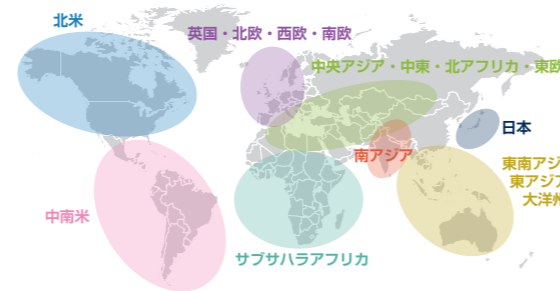 北米
英国・北欧・西欧・南欧
中央アジア・中東・北アフリカ・東欧
日本
南アジア
東南アジ
東アジア
大洋
中南米
サブサハラアフリカ